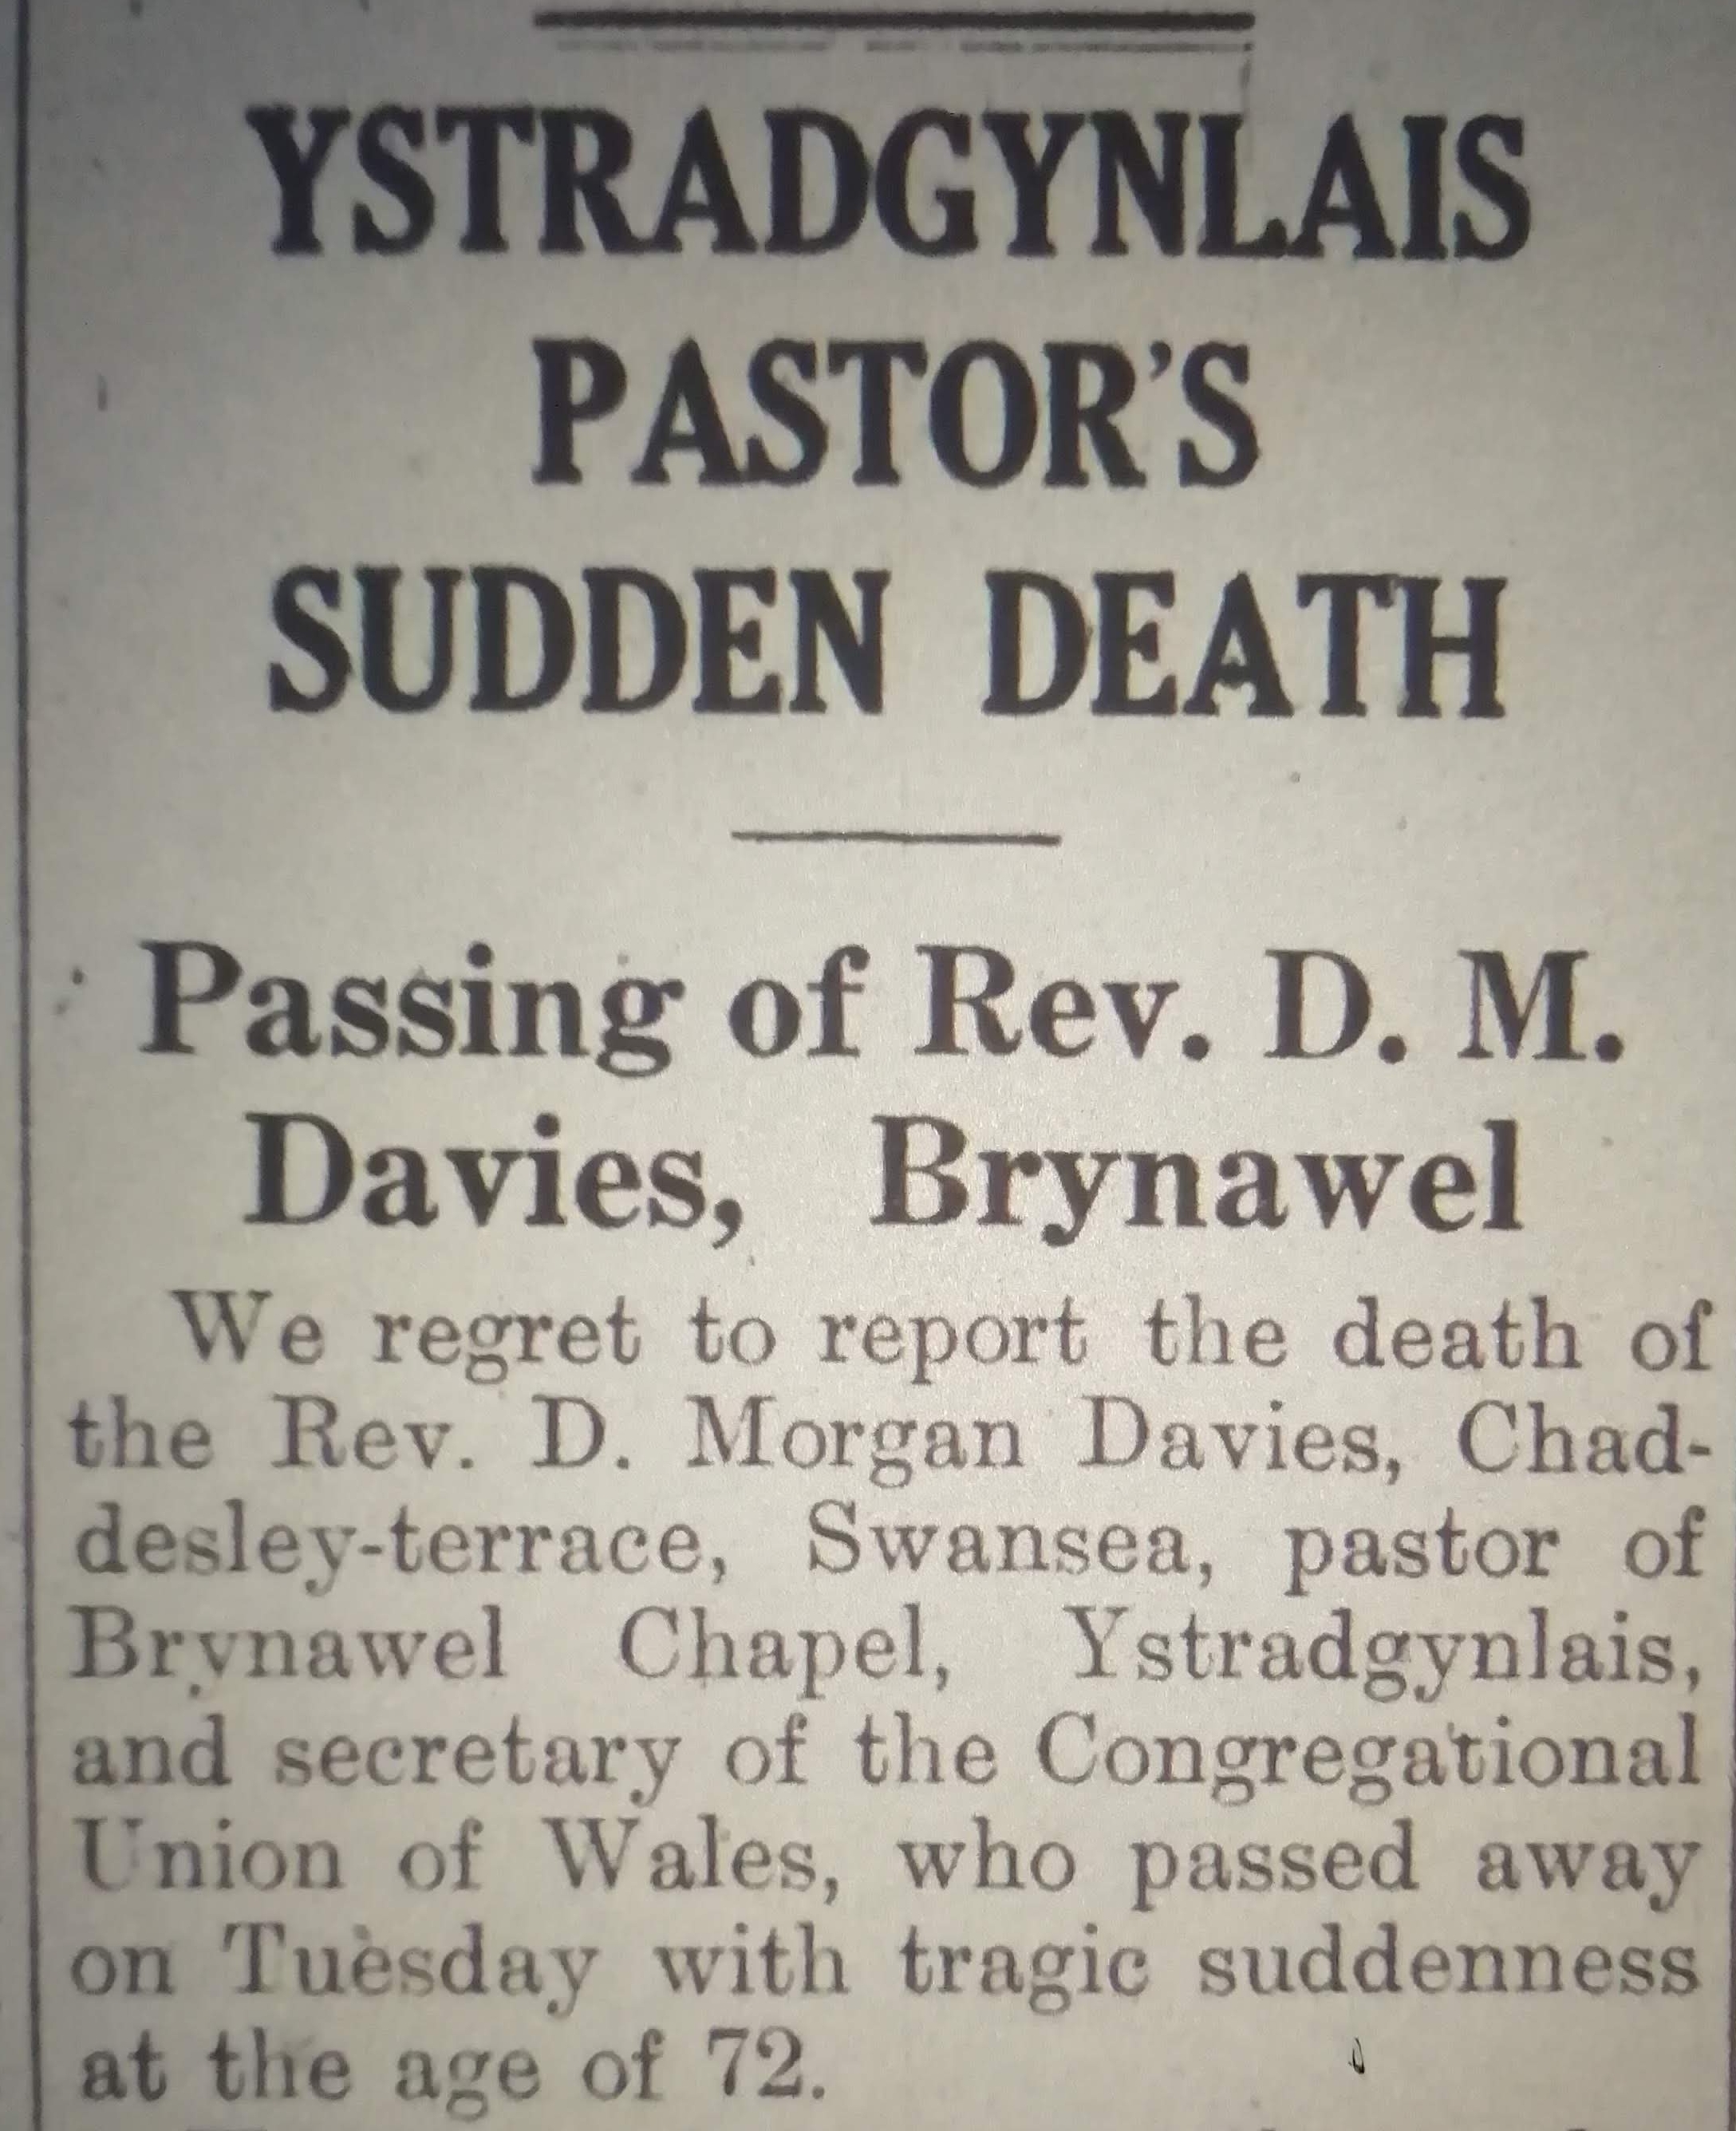 YSTRADGYNLAIS
PASTOR'S
SUDDEN DEATH
Passing of Rev. D. M.
Davies, Brynawel
We regret to report the death of
the Rev. D. Morgan Davies, Chad-
desley-terrace, Swansea, pastor of
Brynawel Chapel, Ystradgynlais,
and secretary of the Congregational
Union of Wales, who passed away
on Tuesday with tragic suddenness
at the age of 72.